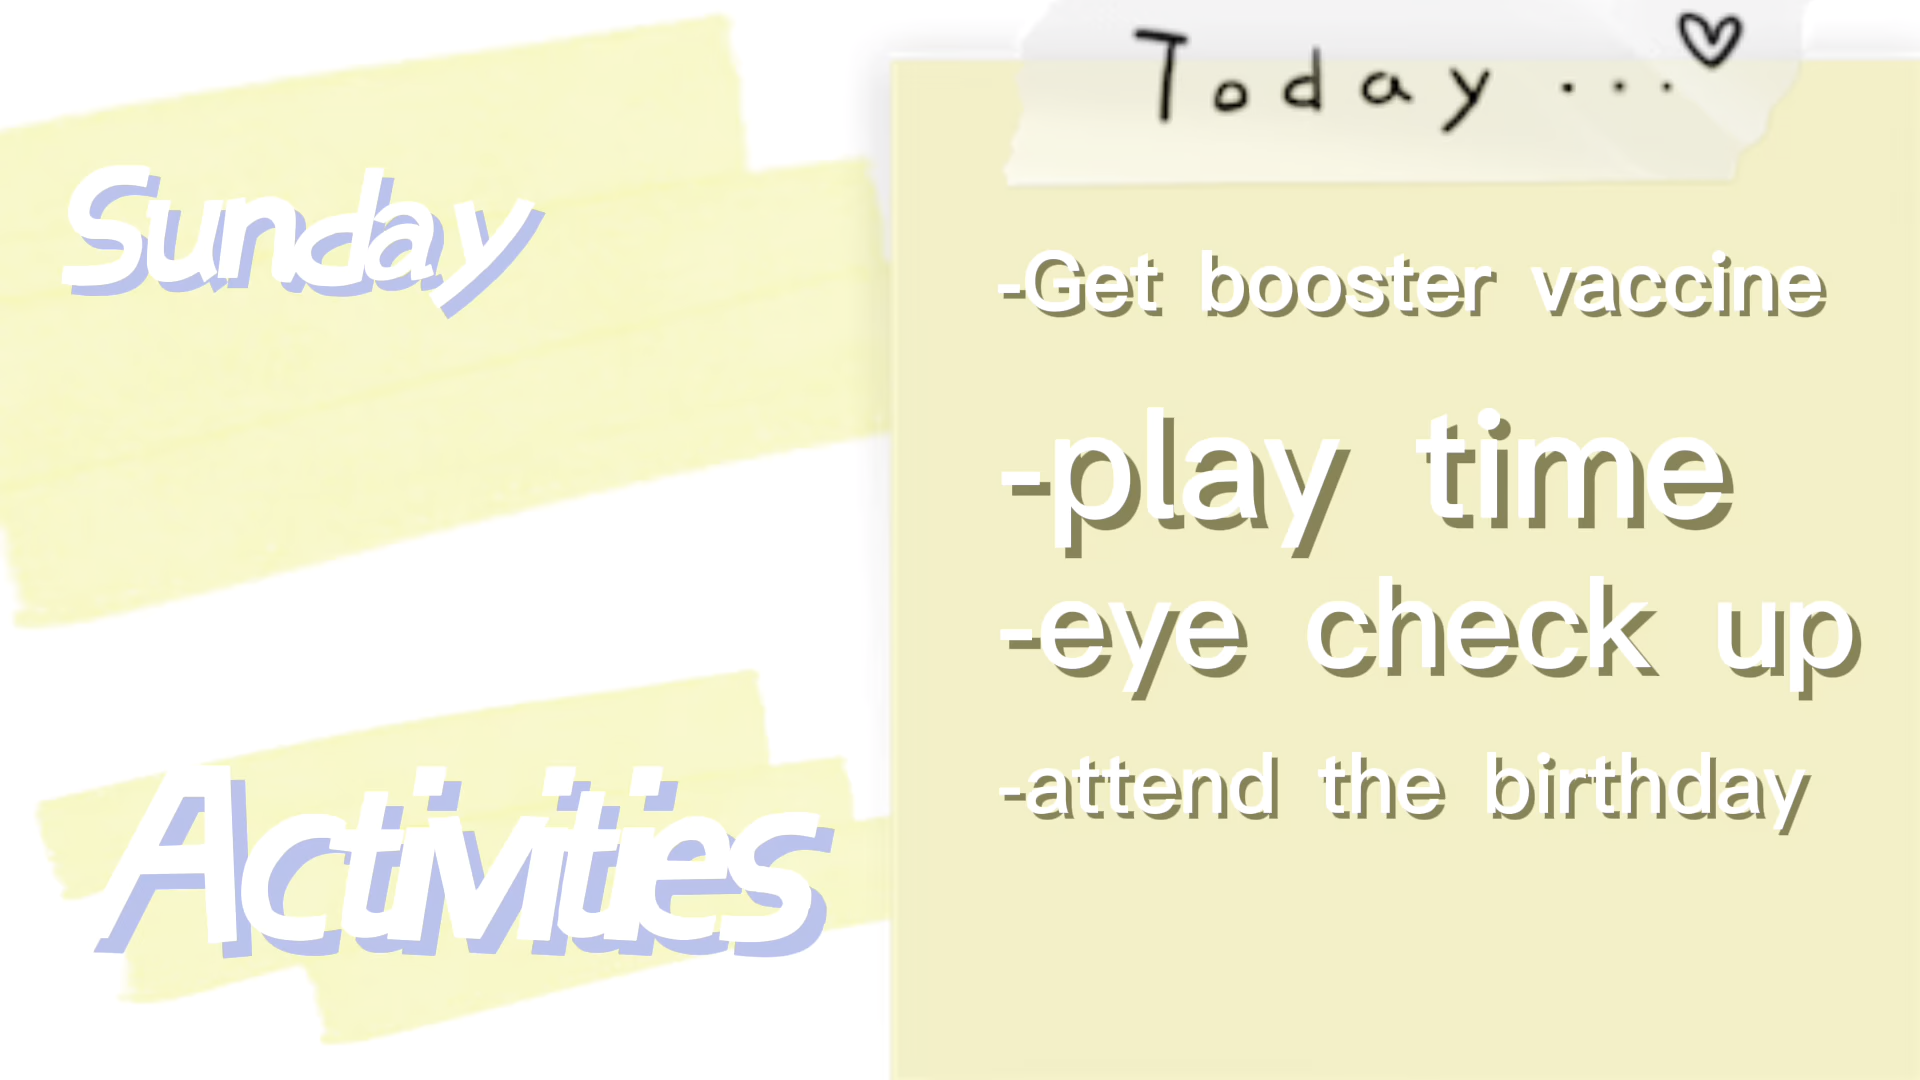 Sunday
Activities
Today...♡
-Get booster vaccine
-play time
-eye check up
-attend the birthday